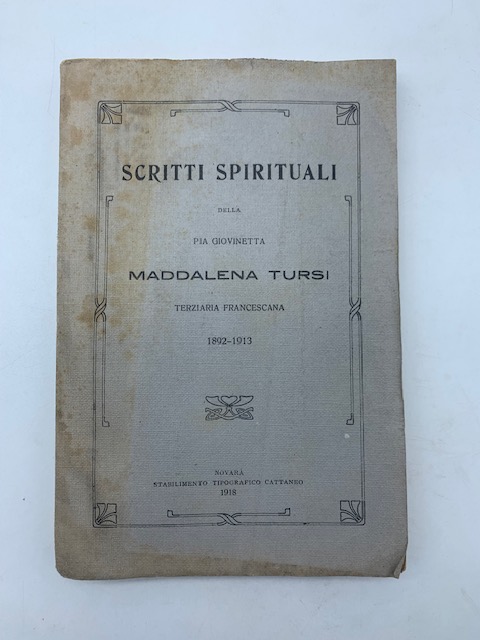 SCRITTI SPIRITUALI
DELLA
PIA GIOVINETTA
MADDALENA TURSI
TERZIARIA FRANCESCANA
1892-1913
NOVARA
STABILIMENTO TIPOGRAFICO CATTANEO
1918